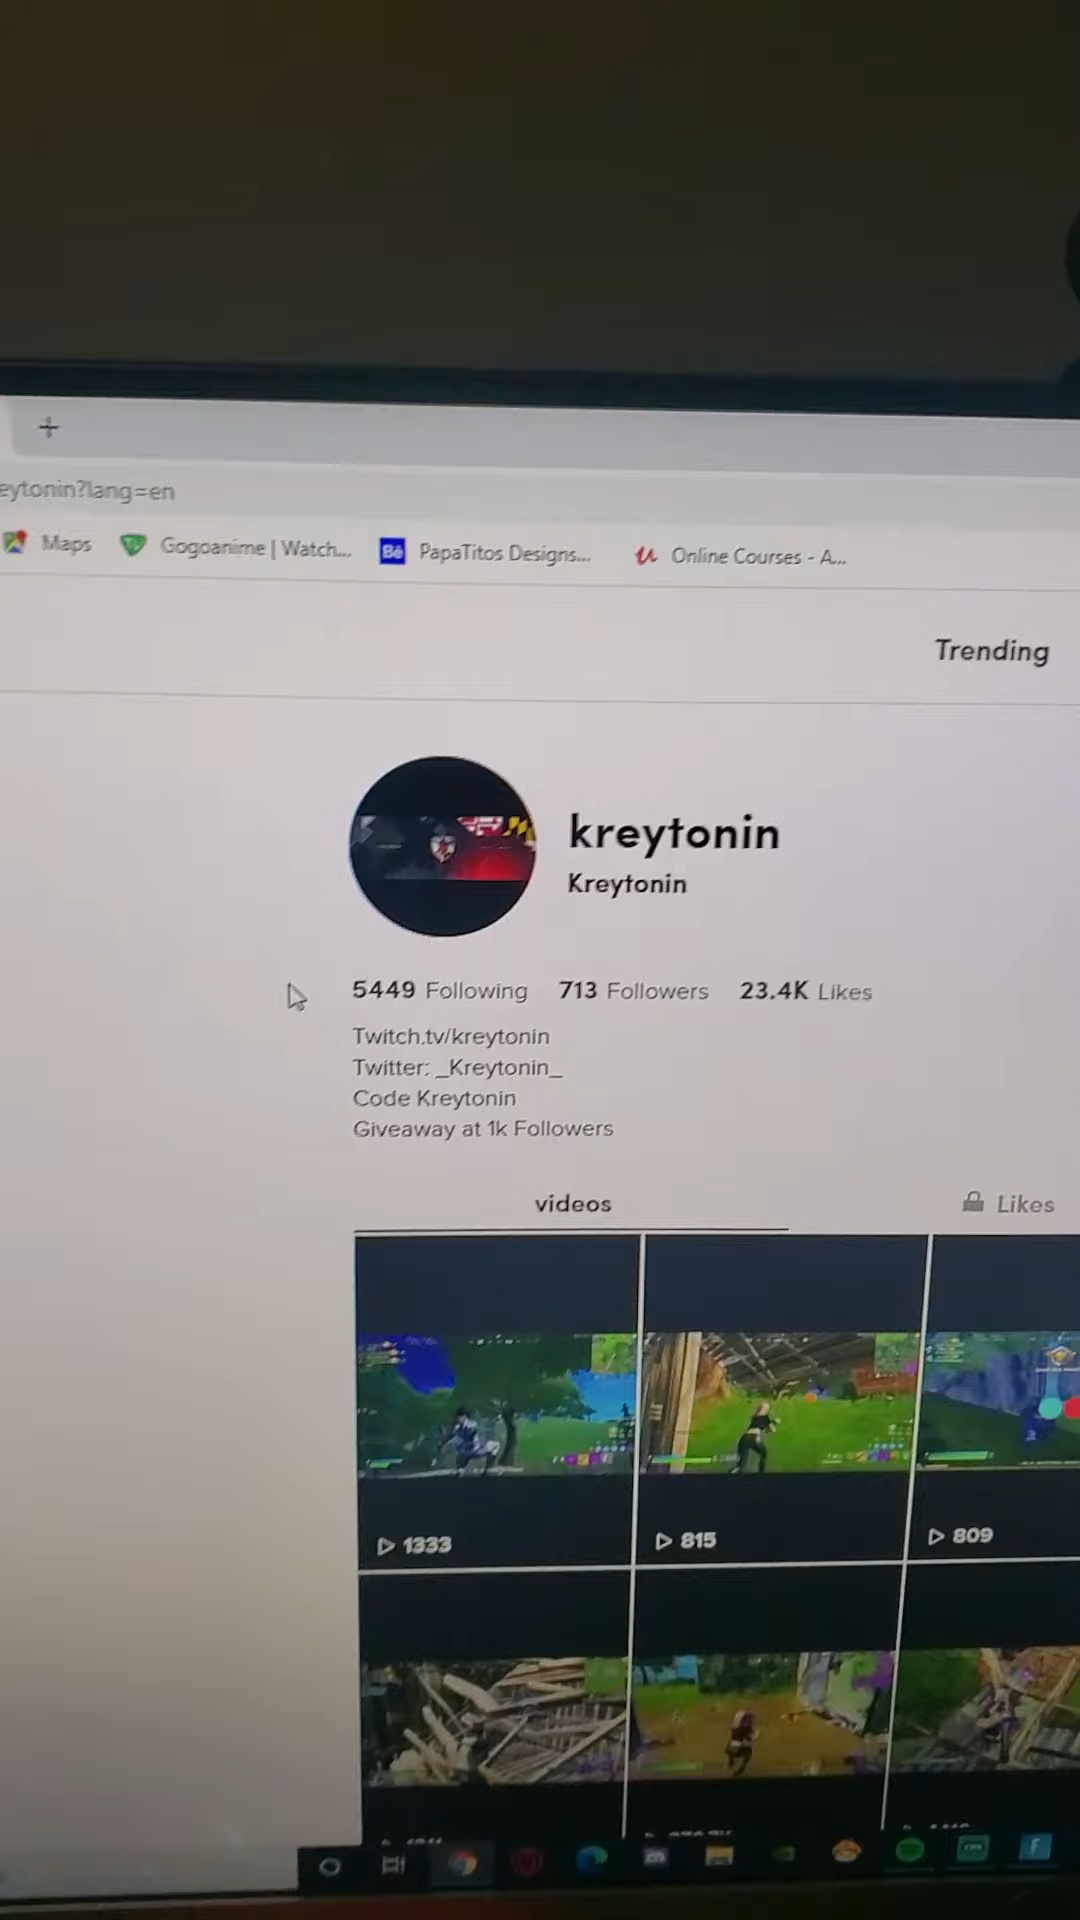 +
eytonin?lang=en
Maps Gogoanime | Watch... Bē PapaTitos Designs... Online Courses - A...
Trending
kreytonin
Kreytonin
5449 Following 713 Followers 23.4K Likes
Twitch.tv/kreytonin
Twitter: _Kreytonin_
Code Kreytonin
Giveaway at 1k Followers
videos Likes
1333 815 809